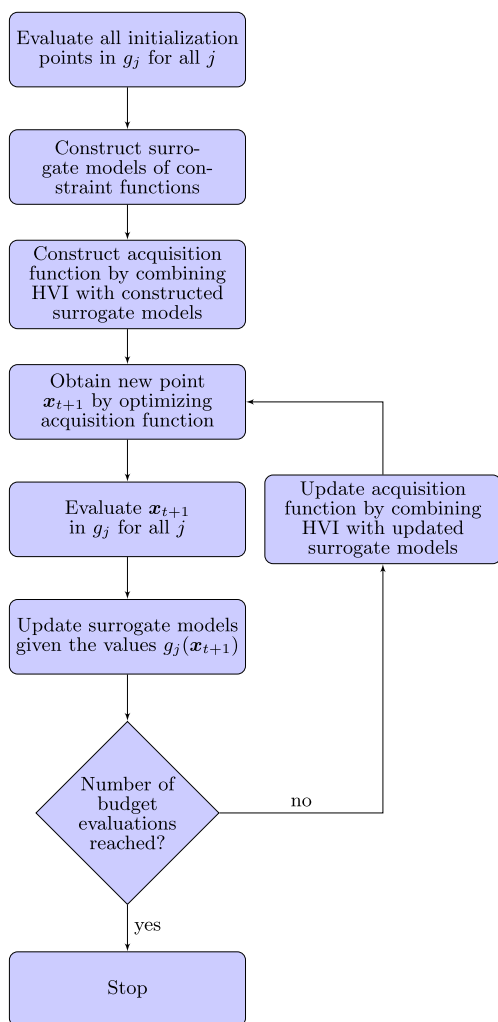 Evaluate all initialization
points in $g_j$ for all $j$
Construct surro-
gate models of con-
straint functions
Construct acquisition
function by combining
HVI with constructed
surrogate models
Obtain new point
$\boldsymbol{x}_{t+1}$ by optimizing
acquisition function
Evaluate $\boldsymbol{x}_{t+1}$
in $g_j$ for all $j$
Update acquisition
function by combining
HVI with updated
surrogate models
Update surrogate models
given the values $g_j(\boldsymbol{x}_{t+1})$
Number of
budget
evaluations
reached?
no
yes
Stop